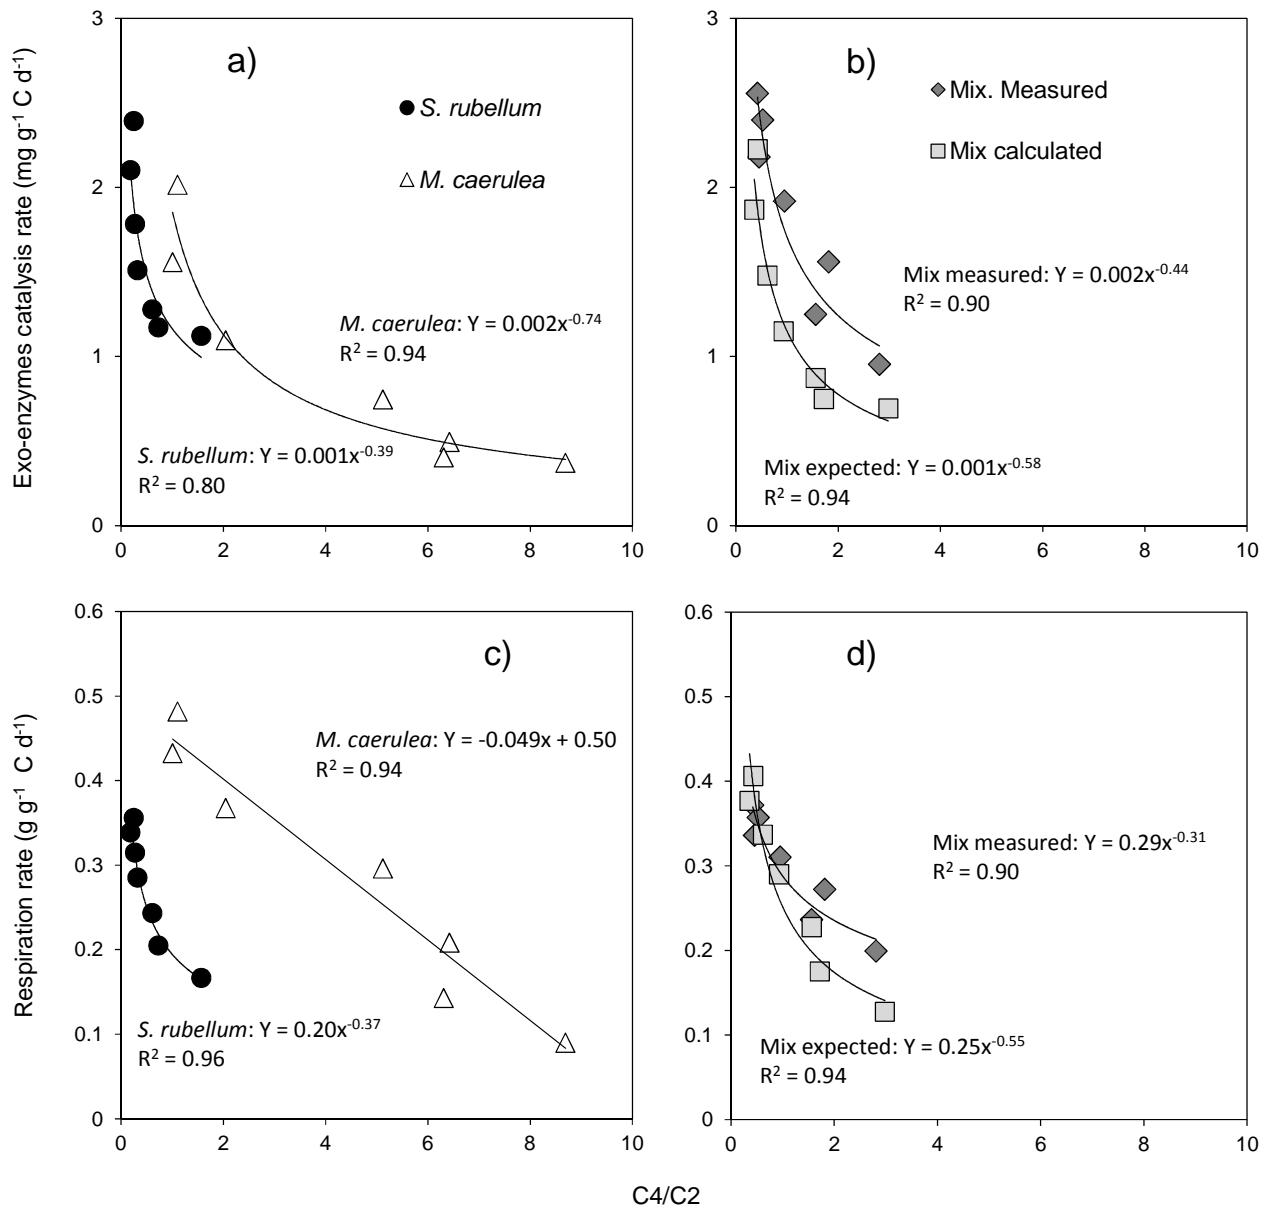 Exo-enzymes catalysis rate (mg g-1 C d-1)
3
2
1
0
a)
S. rubellum
M. caerulea
M. caerulea: Y = 0.002x-0.74
R2 = 0.94
S. rubellum: Y = 0.001x-0.39
R2 = 0.80
0 2 4 6 8 10
3
2
1
0
b)
Mix. Measured
Mix calculated
Mix measured: Y = 0.002x-0.44
R2 = 0.90
Mix expected: Y = 0.001x-0.58
R2 = 0.94
0 2 4 6 8 10
Respiration rate (g g-1 C d-1)
0.6
0.5
0.4
0.3
0.2
0.1
0
c)
M. caerulea: Y = -0.049x + 0.50
R2 = 0.94
S. rubellum: Y = 0.20x-0.37
R2 = 0.96
0 2 4 6 8 10
0.6
0.5
0.4
0.3
0.2
0.1
0
d)
Mix measured: Y = 0.29x-0.31
R2 = 0.90
Mix expected: Y = 0.25x-0.55
R2 = 0.94
0 2 4 6 8 10
C4/C2